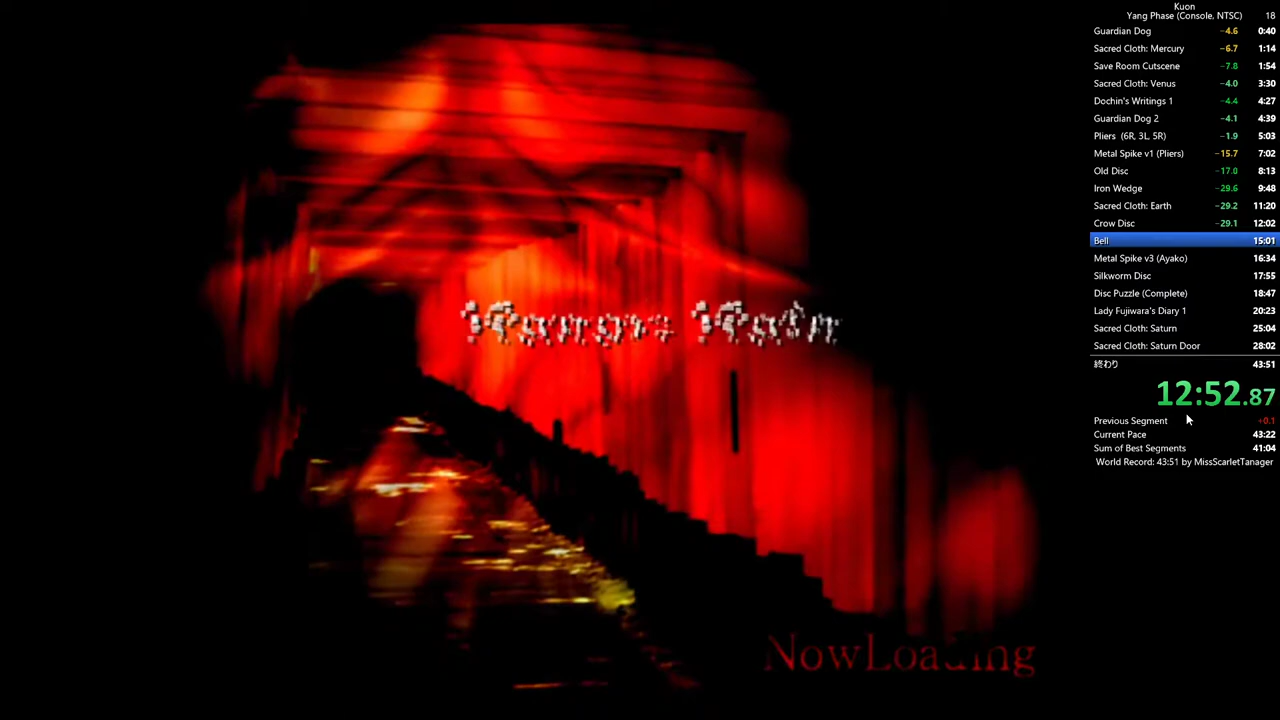 Kuon
Yang Phase (Console, NTSC) 18
Guardian Dog -4.6 0:40
Sacred Cloth: Mercury -6.7 1:14
Save Room Cutscene -7.8 1:54
Sacred Cloth: Venus -4.0 3:30
Dochin's Writings 1 -4.4 4:27
Guardian Dog 2 -4.1 4:39
Pliers (6R, 3L, 5R) -1.9 5:03
Metal Spike v1 (Pliers) -15.7 7:02
Old Disc -17.0 8:13
Iron Wedge -29.6 9:48
Sacred Cloth: Earth -29.2 11:20
Crow Disc -29.1 12:02
Bell 15:01
Metal Spike v3 (Ayako) 16:34
Silkworm Disc 17:55
Disc Puzzle (Complete) 18:47
Lady Fujiwara's Diary 1 20:23
Sacred Cloth: Saturn 25:04
Sacred Cloth: Saturn Door 28:02
終わり 43:51
12:52.87
Previous Segment +0.1
Current Pace 43:22
Sum of Best Segments 41:04
World Record: 43:51 by MissScarletTanager
NowLoading